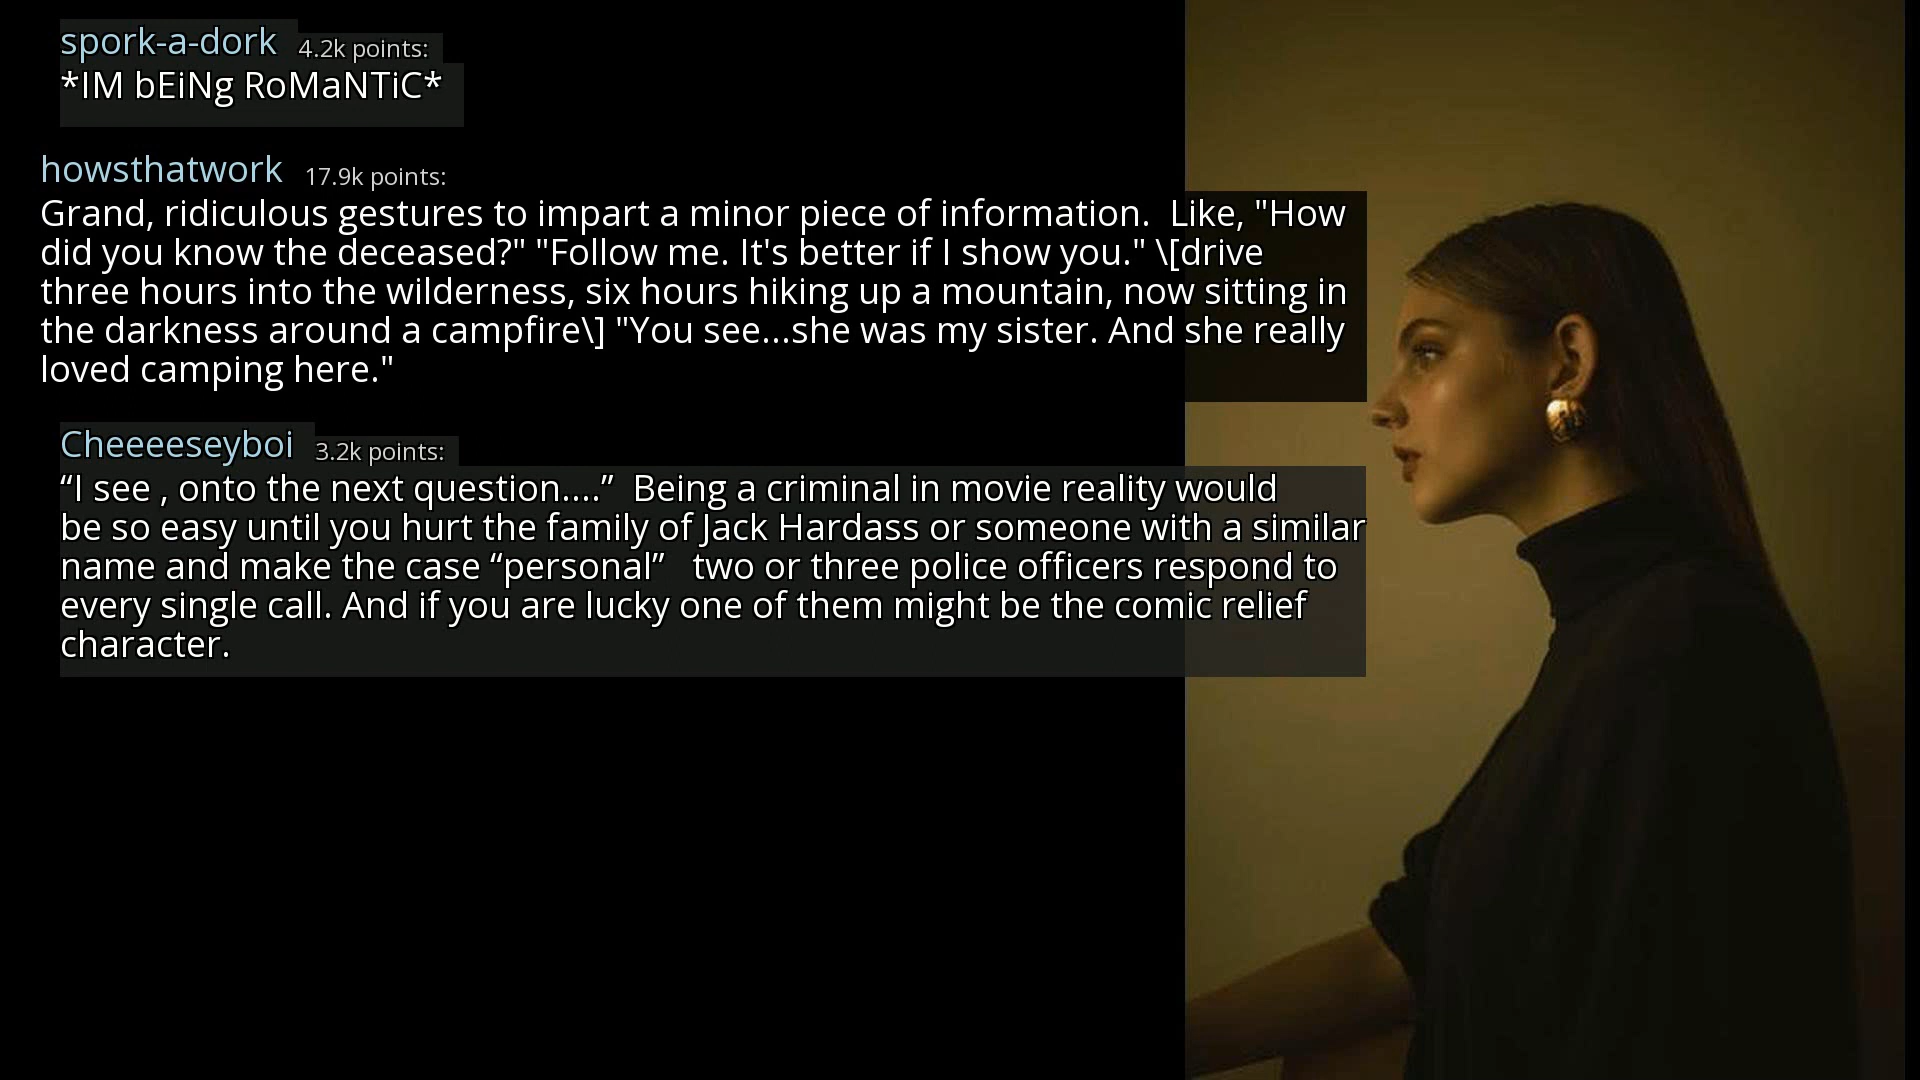 spork-a-dork 4.2k points:
*IM bEiNg RoMaNTiC*
howsthatwork 17.9k points:
Grand, ridiculous gestures to impart a minor piece of information.  Like, "How
did you know the deceased?" "Follow me. It's better if I show you." \[drive
three hours into the wilderness, six hours hiking up a mountain, now sitting in
the darkness around a campfire\] "You see...she was my sister. And she really
loved camping here."
Cheeeeseyboi 3.2k points:
“I see , onto the next question....”  Being a criminal in movie reality would
be so easy until you hurt the family of Jack Hardass or someone with a similar
name and make the case “personal”   two or three police officers respond to
every single call. And if you are lucky one of them might be the comic relief
character.